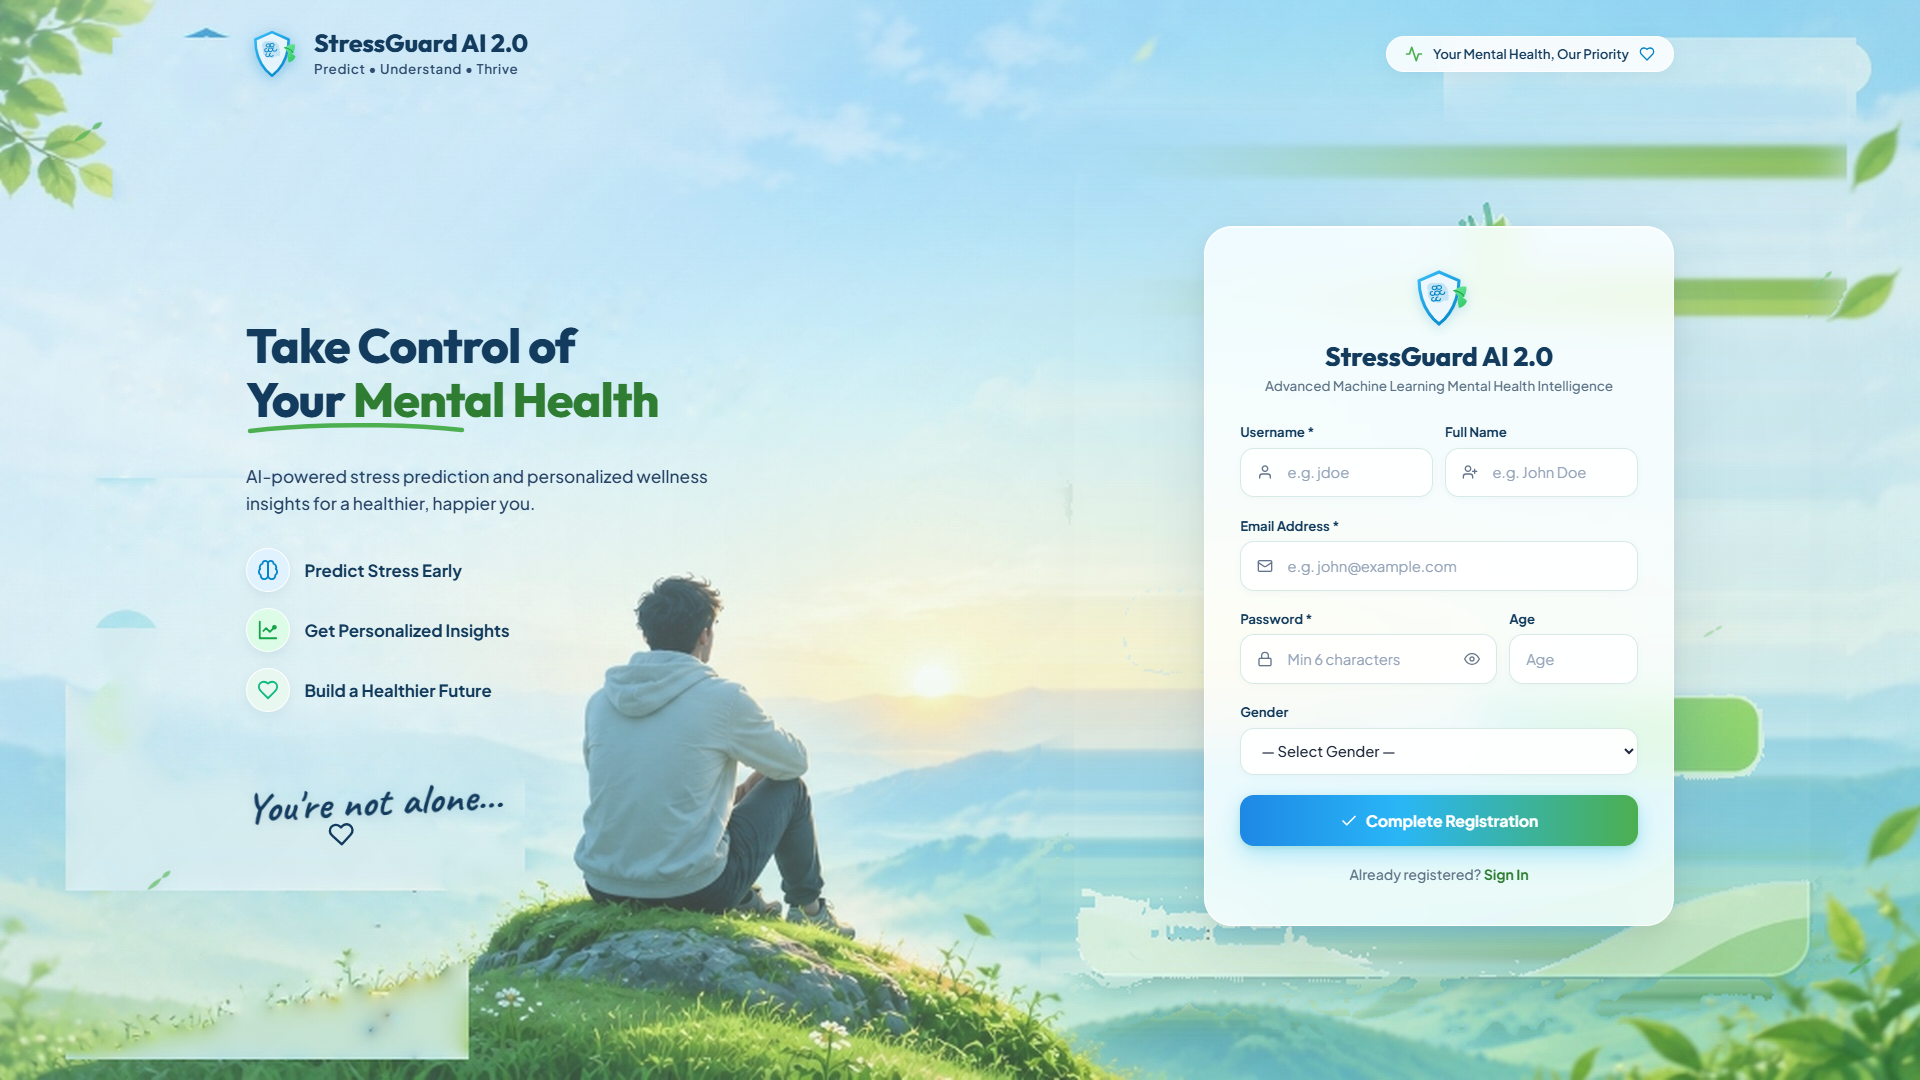 StressGuard AI 2.0
Predict • Understand • Thrive
Your Mental Health, Our Priority
Take Control of
Your Mental Health
AI-powered stress prediction and personalized wellness
insights for a healthier, happier you.
Predict Stress Early
Get Personalized Insights
Build a Healthier Future
You're not alone...
StressGuard AI 2.0
Advanced Machine Learning Mental Health Intelligence
Username * Full Name
e.g. jdoe e.g. John Doe
Email Address *
e.g. john@example.com
Password * Age
Min 6 characters Age
Gender
— Select Gender —
Complete Registration
Already registered? Sign In